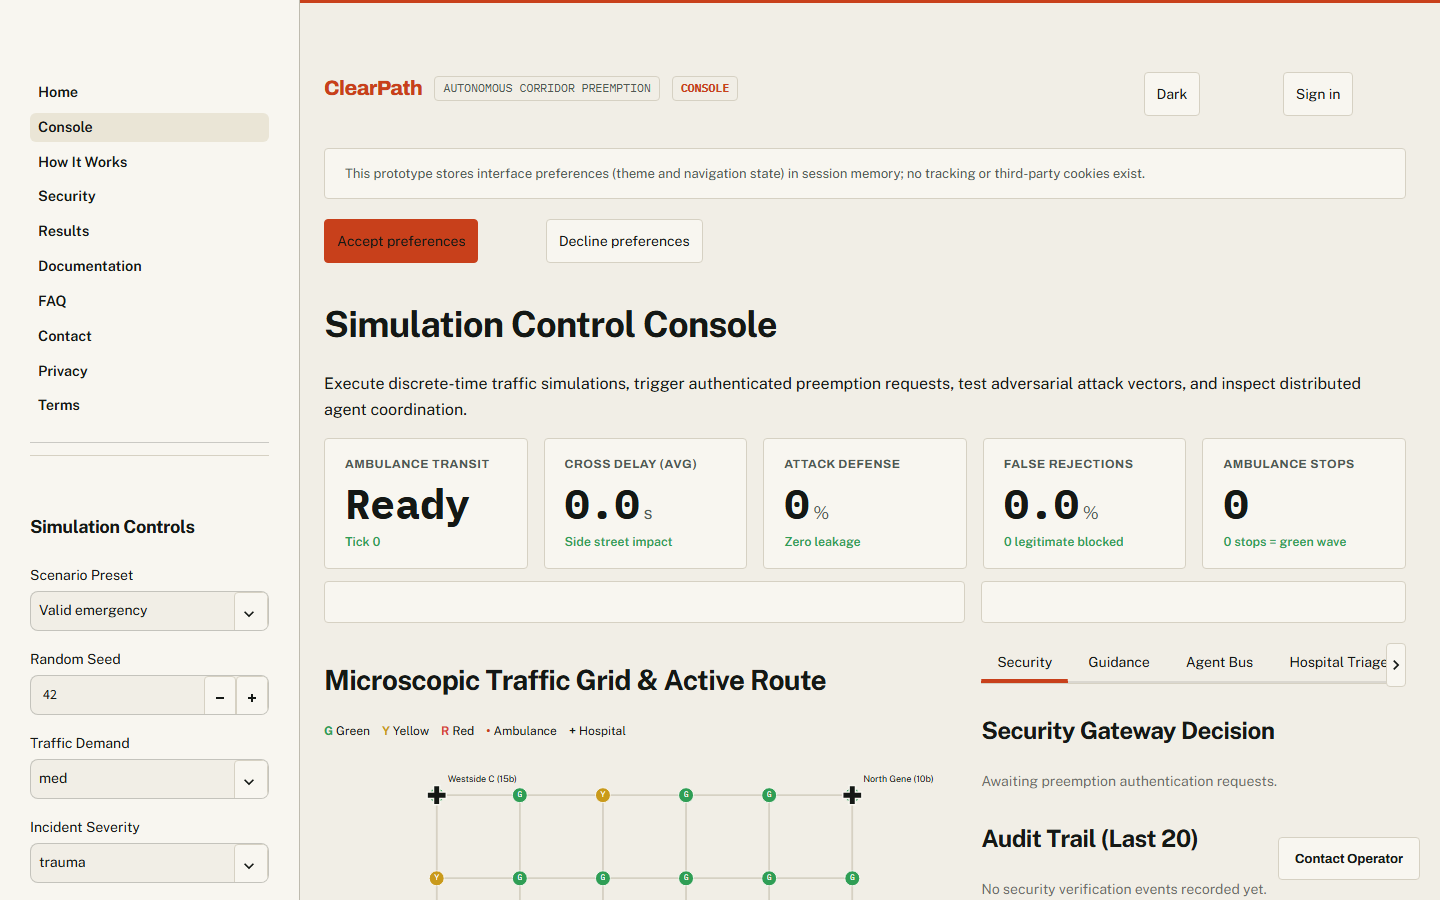 Home
Console
How It Works
Security
Results
Documentation
FAQ
Contact
Privacy
Terms
Simulation Controls
Scenario Preset
Valid emergency
Random Seed
42
Traffic Demand
med
Incident Severity
trauma
ClearPath
AUTONOMOUS CORRIDOR PREEMPTION
CONSOLE
Dark
Sign in
This prototype stores interface preferences (theme and navigation state) in session memory; no tracking or third-party cookies exist.
Accept preferences
Decline preferences
Simulation Control Console
Execute discrete-time traffic simulations, trigger authenticated preemption requests, test adversarial attack vectors, and inspect distributed
agent coordination.
AMBULANCE TRANSIT
Ready
Tick 0
CROSS DELAY (AVG)
0.0 s
Side street impact
ATTACK DEFENSE
0 %
Zero leakage
FALSE REJECTIONS
0.0 %
0 legitimate blocked
AMBULANCE STOPS
0
0 stops = green wave
Microscopic Traffic Grid & Active Route
G Green Y Yellow R Red • Ambulance + Hospital
Westside C (15b)
North Gene (10b)
G Y G G
Y G G G G G
Security
Guidance
Agent Bus
Hospital Triage
Security Gateway Decision
Awaiting preemption authentication requests.
Audit Trail (Last 20)
No security verification events recorded yet.
Contact Operator